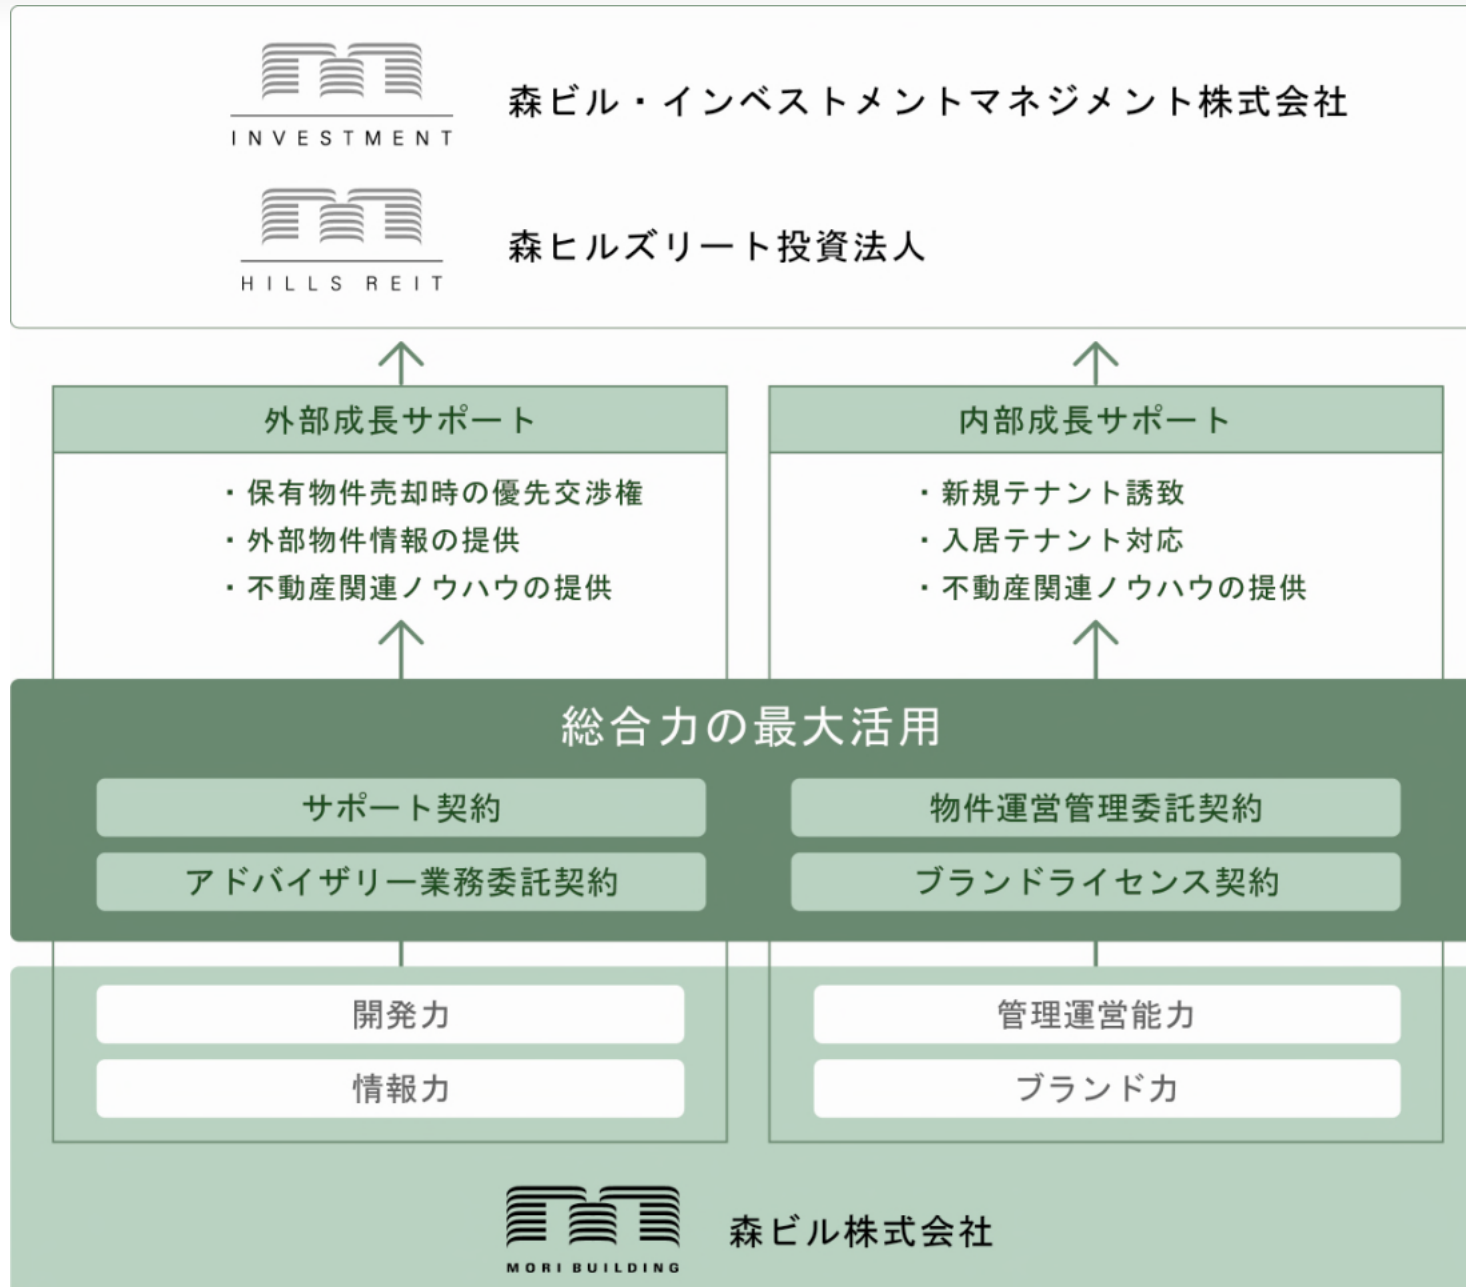 INVESTMENT
森ビル・インベストメントマネジメント株式会社
HILLS REIT
森ヒルズリート投資法人
外部成長サポート
・保有物件売却時の優先交渉権
・外部物件情報の提供
・不動産関連ノウハウの提供
内部成長サポート
・新規テナント誘致
・入居テナント対応
・不動産関連ノウハウの提供
総合力の最大活用
サポート契約
アドバイザリー業務委託契約
物件運営管理委託契約
ブランドライセンス契約
開発力
情報力
管理運営能力
ブランド力
MORI BUILDING
森ビル株式会社